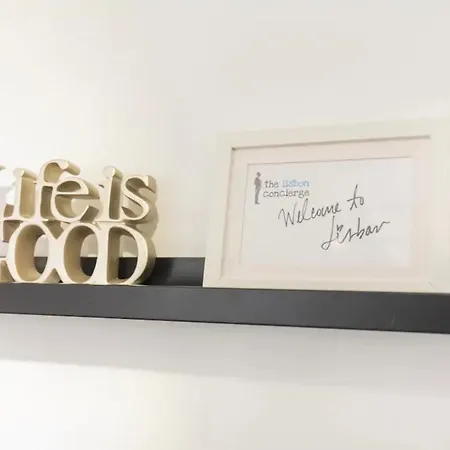 Life is
GOOD
the lisbon
concierge
Welcome to
Lisbon